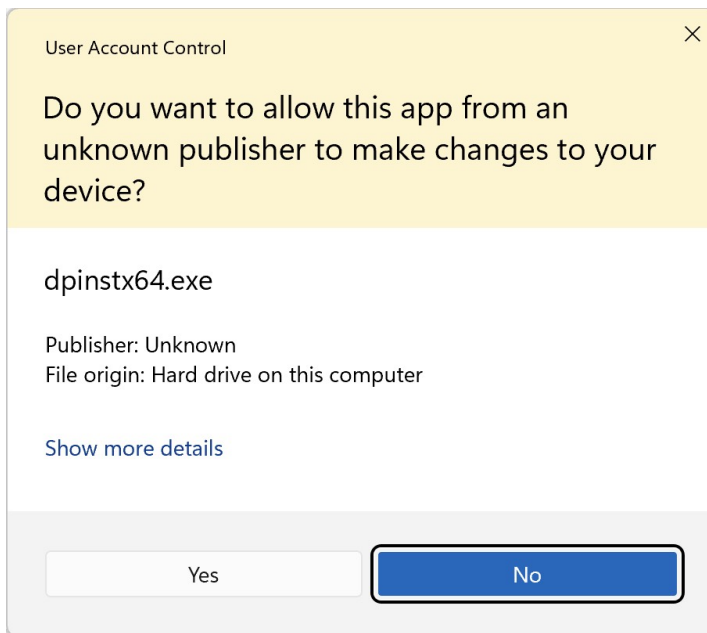 User Account Control
Do you want to allow this app from an
unknown publisher to make changes to your
device?
dpinstx64.exe
Publisher: Unknown
File origin: Hard drive on this computer
Show more details
Yes
No